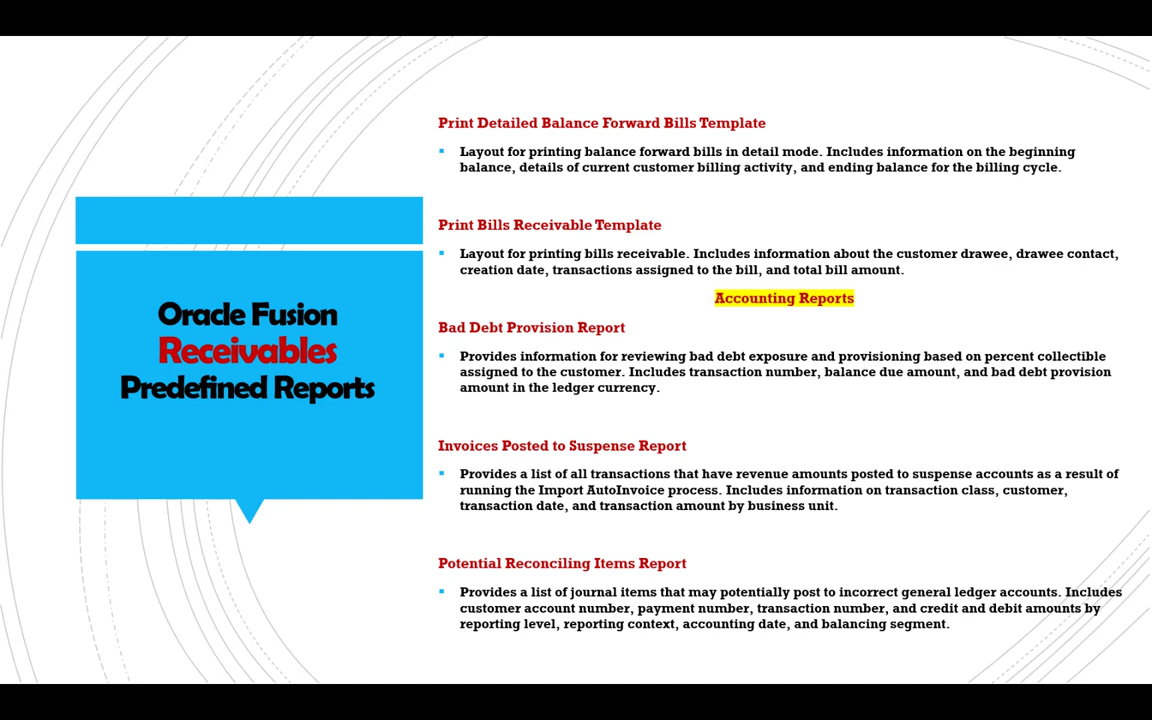 Oracle Fusion
Receivables
Predefined Reports
Print Detailed Balance Forward Bills Template
Layout for printing balance forward bills in detail mode. Includes information on the beginning
balance, details of current customer billing activity, and ending balance for the billing cycle.
Print Bills Receivable Template
Layout for printing bills receivable. Includes information about the customer drawee, drawee contact,
creation date, transactions assigned to the bill, and total bill amount.
Accounting Reports
Bad Debt Provision Report
Provides information for reviewing bad debt exposure and provisioning based on percent collectible
assigned to the customer. Includes transaction number, balance due amount, and bad debt provision
amount in the ledger currency.
Invoices Posted to Suspense Report
Provides a list of all transactions that have revenue amounts posted to suspense accounts as a result of
running the Import AutoInvoice process. Includes information on transaction class, customer,
transaction date, and transaction amount by business unit.
Potential Reconciling Items Report
Provides a list of journal items that may potentially post to incorrect general ledger accounts. Includes
customer account number, payment number, transaction number, and credit and debit amounts by
reporting level, reporting context, accounting date, and balancing segment.